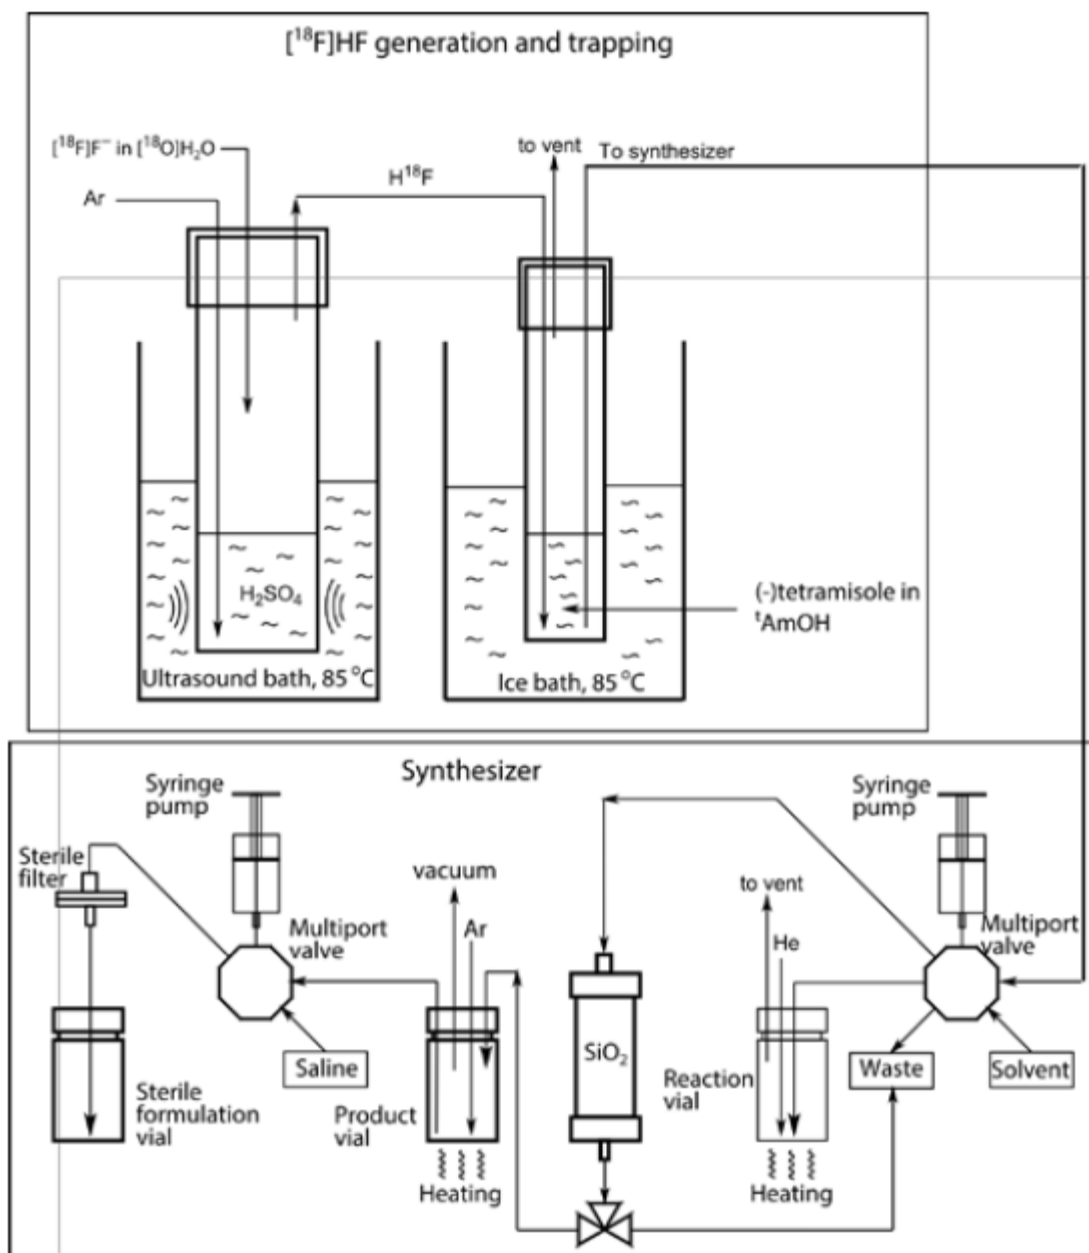 [¹⁸F]HF generation and trapping
[¹⁸F]F⁻ in [¹⁸O]H₂O
to vent
To synthesizer
H¹⁸F
Ar
H₂SO₄
(-)tetramisole in
ᵗAmOH
Ultrasound bath, 85 °C
Ice bath, 85 °C
Synthesizer
Syringe
pump
Syringe
pump
Sterile
filter
vacuum
to vent
Ar
He
Multiport
valve
Multiport
valve
SiO₂
Saline
Reaction
vial
Waste
Solvent
Sterile
formulation
vial
Product
vial
Heating
Heating